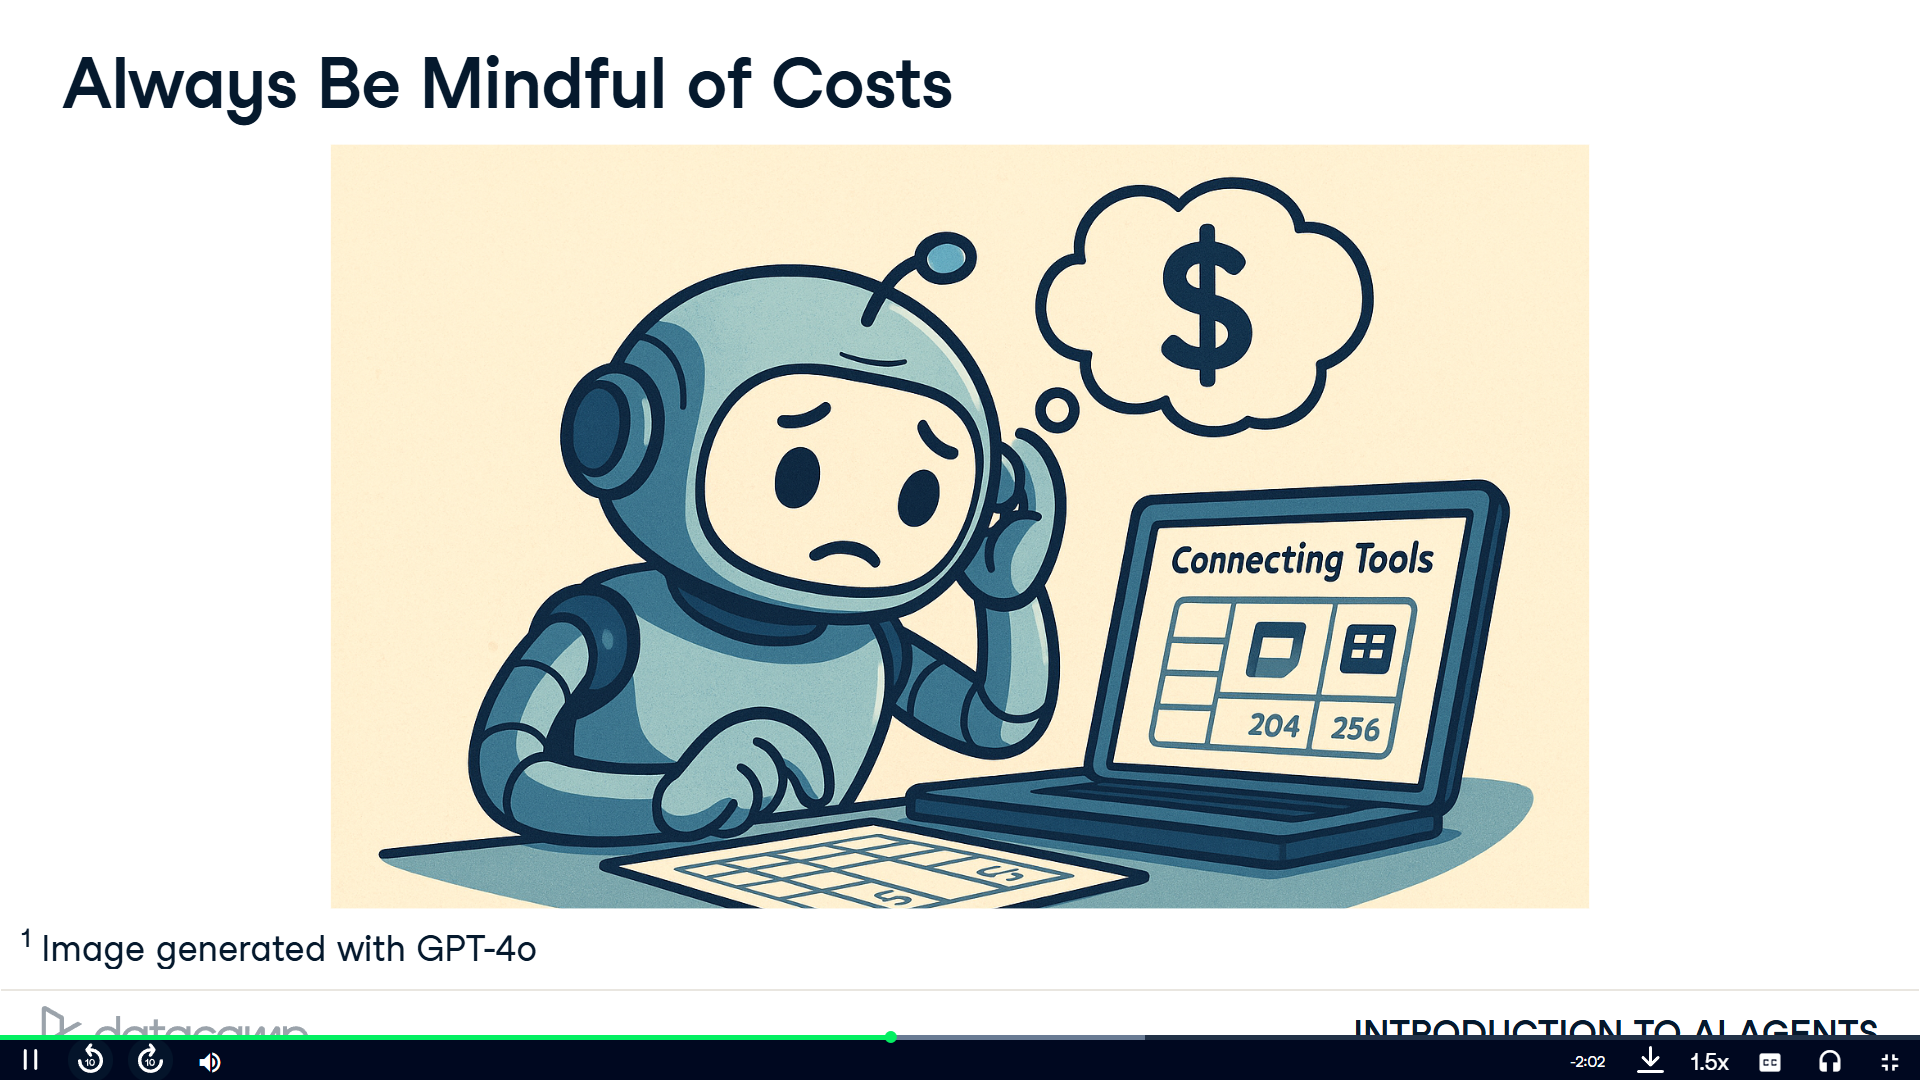 Always Be Mindful of Costs
$
Connecting Tools
204 256
1 Image generated with GPT-4o
datacamp
INTRODUCTION TO AI AGENTS
10 10 -2:02 1.5x CC